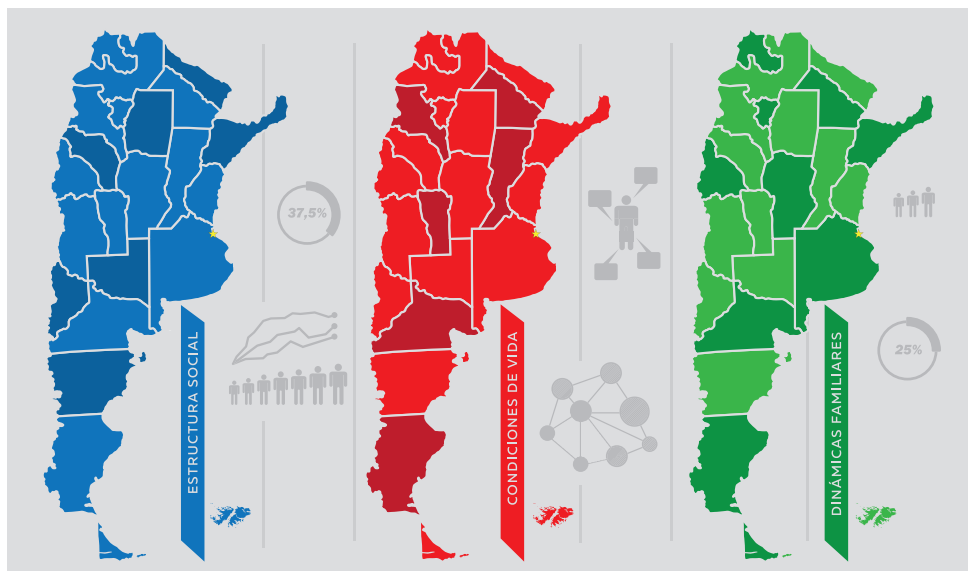 37,5%
ESTRUCTURA SOCIAL
CONDICIONES DE VIDA
DINÁMICAS FAMILIARES
25%